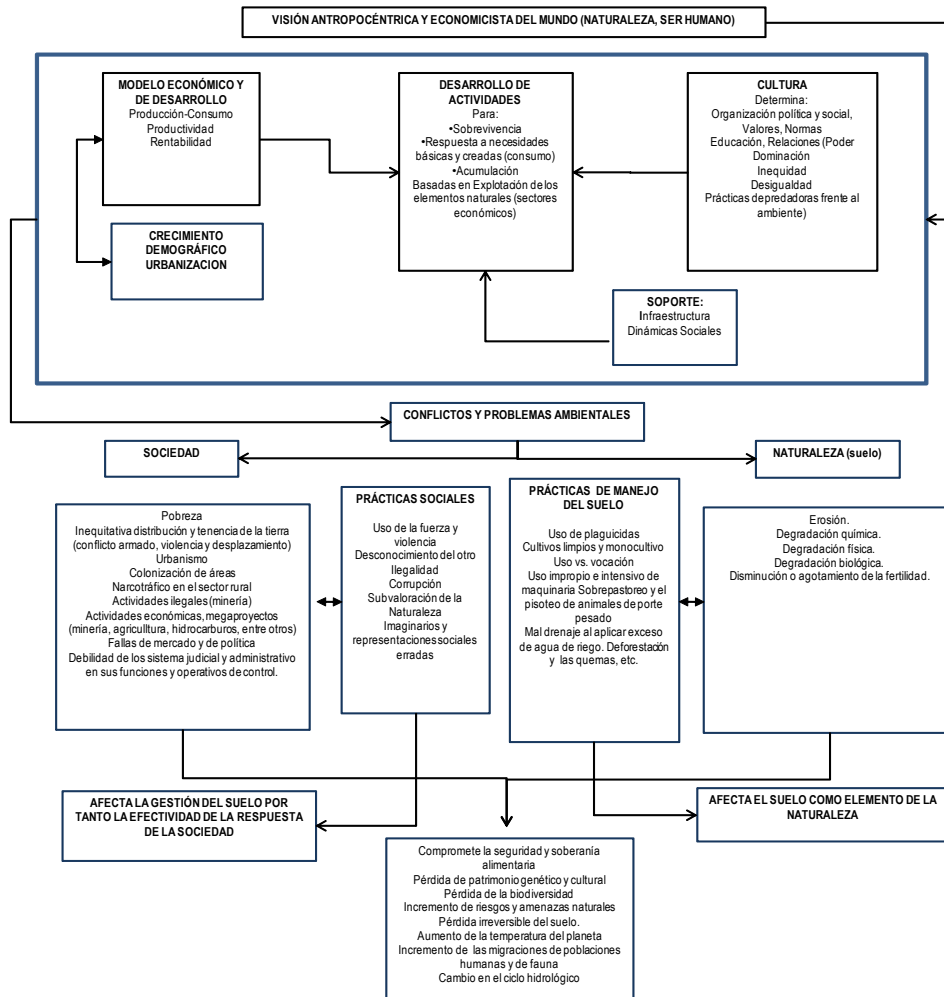 VISIÓN ANTROPOCÉNTRICA Y ECONOMICISTA DEL MUNDO (NATURALEZA, SER HUMANO)
MODELO ECONÓMICO Y
DE DESARROLLO
Producción-Consumo
Productividad
Rentabilidad
CRECIMIENTO
DEMOGRÁFICO
URBANIZACION
DESARROLLO DE
ACTIVIDADES
Para:
•Sobrevivencia
•Respuesta a necesidades
básicas y creadas (consumo)
•Acumulación
Basadas en Explotación de los
elementos naturales (sectores
económicos)
CULTURA
Determina:
Organización política y social,
Valores, Normas
Educación, Relaciones (Poder
Dominación
Inequidad
Desigualdad
Prácticas depredadoras frente al
ambiente)
SOPORTE:
Infraestructura
Dinámicas Sociales
CONFLICTOS Y PROBLEMAS AMBIENTALES
SOCIEDAD
NATURALEZA (suelo)
Pobreza
Inequitativa distribución y tenencia de la tierra
(conflicto armado, violencia y desplazamiento)
Urbanismo
Colonización de áreas
Narcotráfico en el sector rural
Actividades ilegales (minería)
Actividades económicas, megaproyectos
(minería, agricultura, hidrocarburos, entre otros)
Fallas de mercado y de política
Debilidad de los sistema judicial y administrativo
en sus funciones y operativos de control.
PRÁCTICAS SOCIALES
Uso de la fuerza y
violencia
Desconocimiento del otro
Ilegalidad
Corrupción
Subvaloración de la
Naturaleza
Imaginarios y
representaciones sociales
erradas
PRÁCTICAS DE MANEJO
DEL SUELO
Uso de plaguicidas
Cultivos limpios y monocultivo
Uso vs. vocación
Uso impropio e intensivo de
maquinaria Sobrepastoreo y el
pisoteo de animales de porte
pesado
Mal drenaje al aplicar exceso
de agua de riego. Deforestación
y las quemas, etc.
Erosión.
Degradación química.
Degradación física.
Degradación biológica.
Disminución o agotamiento de la fertilidad.
AFECTA LA GESTIÓN DEL SUELO POR
TANTO LA EFECTIVIDAD DE LA RESPUESTA
DE LA SOCIEDAD
AFECTA EL SUELO COMO ELEMENTO DE LA
NATURALEZA
Compromete la seguridad y soberanía
alimentaria
Pérdida de patrimonio genético y cultural
Pérdida de la biodiversidad
Incremento de riesgos y amenazas naturales
Pérdida irreversible del suelo.
Aumento de la temperatura del planeta
Incremento de las migraciones de poblaciones
humanas y de fauna
Cambio en el ciclo hidrológico